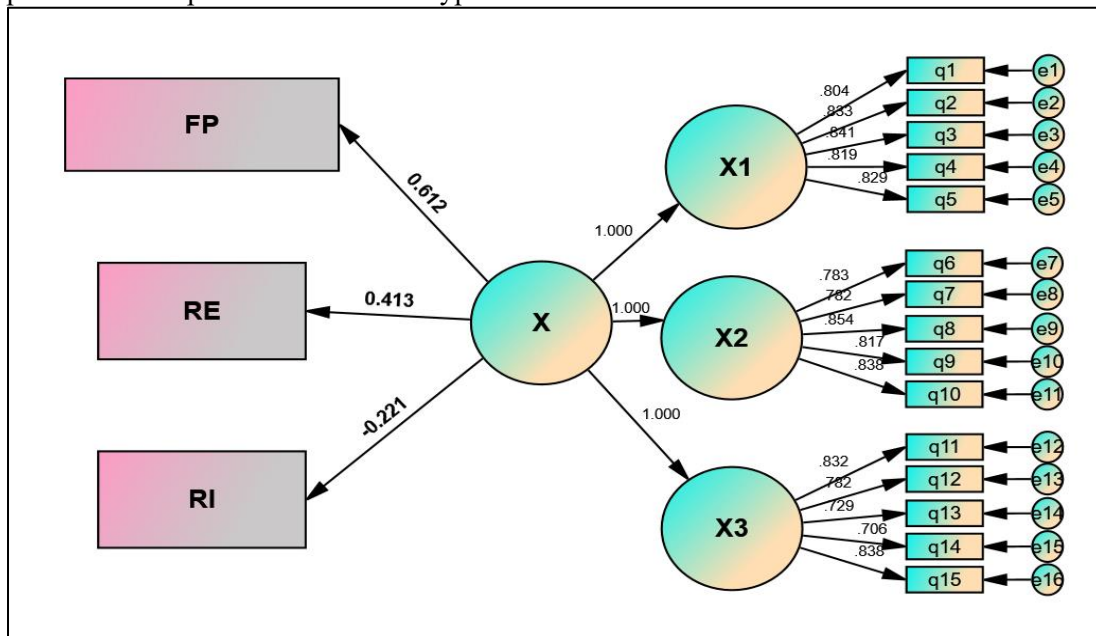 FP
RE
RI
0.612
0.413
-0.221
X
1.000
1.000
1.000
X1
X2
X3
.804
.833
.841
.819
.829
.783
.782
.854
.817
.838
.832
.782
.729
.706
.838
q1
q2
q3
q4
q5
q6
q7
q8
q9
q10
q11
q12
q13
q14
q15
e1
e2
e3
e4
e5
e7
e8
e9
e10
e11
e12
e13
e14
e15
e16